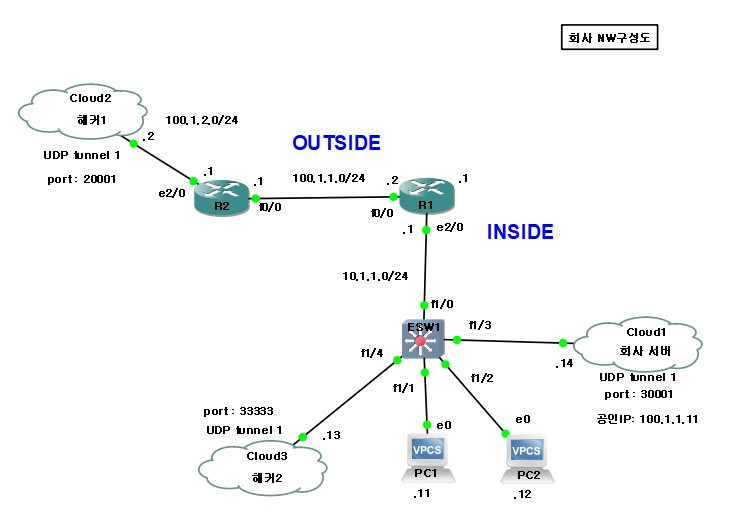 회사 NW구성도
Cloud2
해커1
100.1.2.0/24
.2
UDP tunnel 1
port : 20001
OUTSIDE
.1
e2/0
R2
.1
f0/0
100.1.1.0/24
.2
f0/0
.1
R1
.1
e2/0
INSIDE
10.1.1.0/24
f1/0
ESW1
f1/3
f1/4
f1/1
f1/2
Cloud1
회사 서버
.14
UDP tunnel 1
port : 30001
공인IP: 100.1.1.11
port : 33333
UDP tunnel 1
.13
Cloud3
해커2
e0
VPCS
PC1
.11
e0
VPCS
PC2
.12